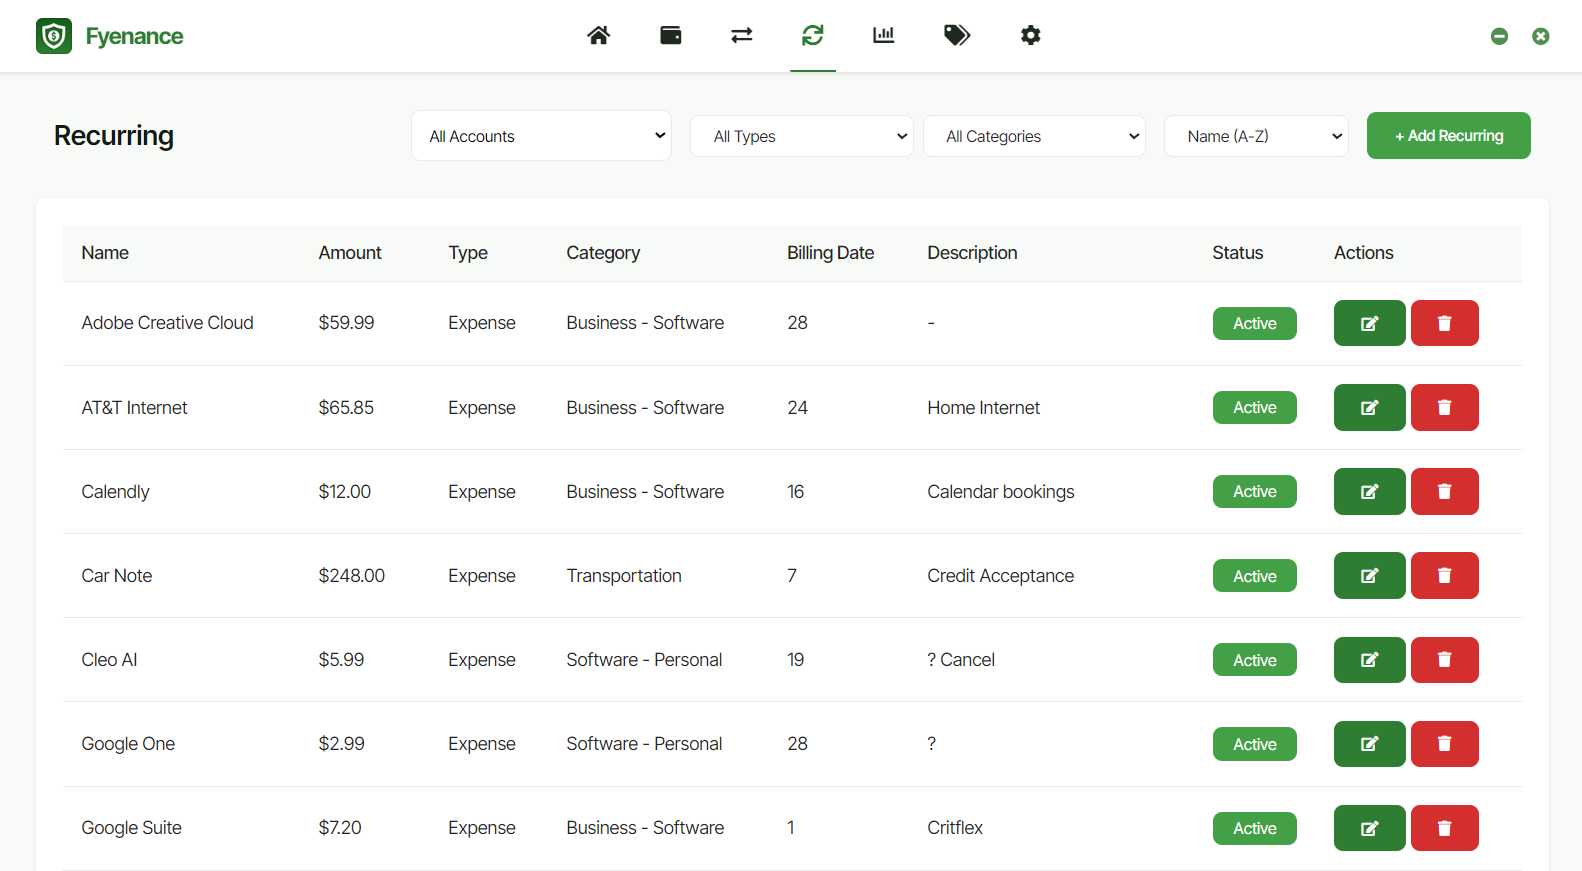 Fyenance
Recurring
All Accounts
All Types
All Categories
Name (A-Z)
+ Add Recurring
Name Amount Type Category Billing Date Description Status Actions
Adobe Creative Cloud $59.99 Expense Business - Software 28 - Active
AT&T Internet $65.85 Expense Business - Software 24 Home Internet Active
Calendly $12.00 Expense Business - Software 16 Calendar bookings Active
Car Note $248.00 Expense Transportation 7 Credit Acceptance Active
Cleo AI $5.99 Expense Software - Personal 19 ? Cancel Active
Google One $2.99 Expense Software - Personal 28 ? Active
Google Suite $7.20 Expense Business - Software 1 Critflex Active